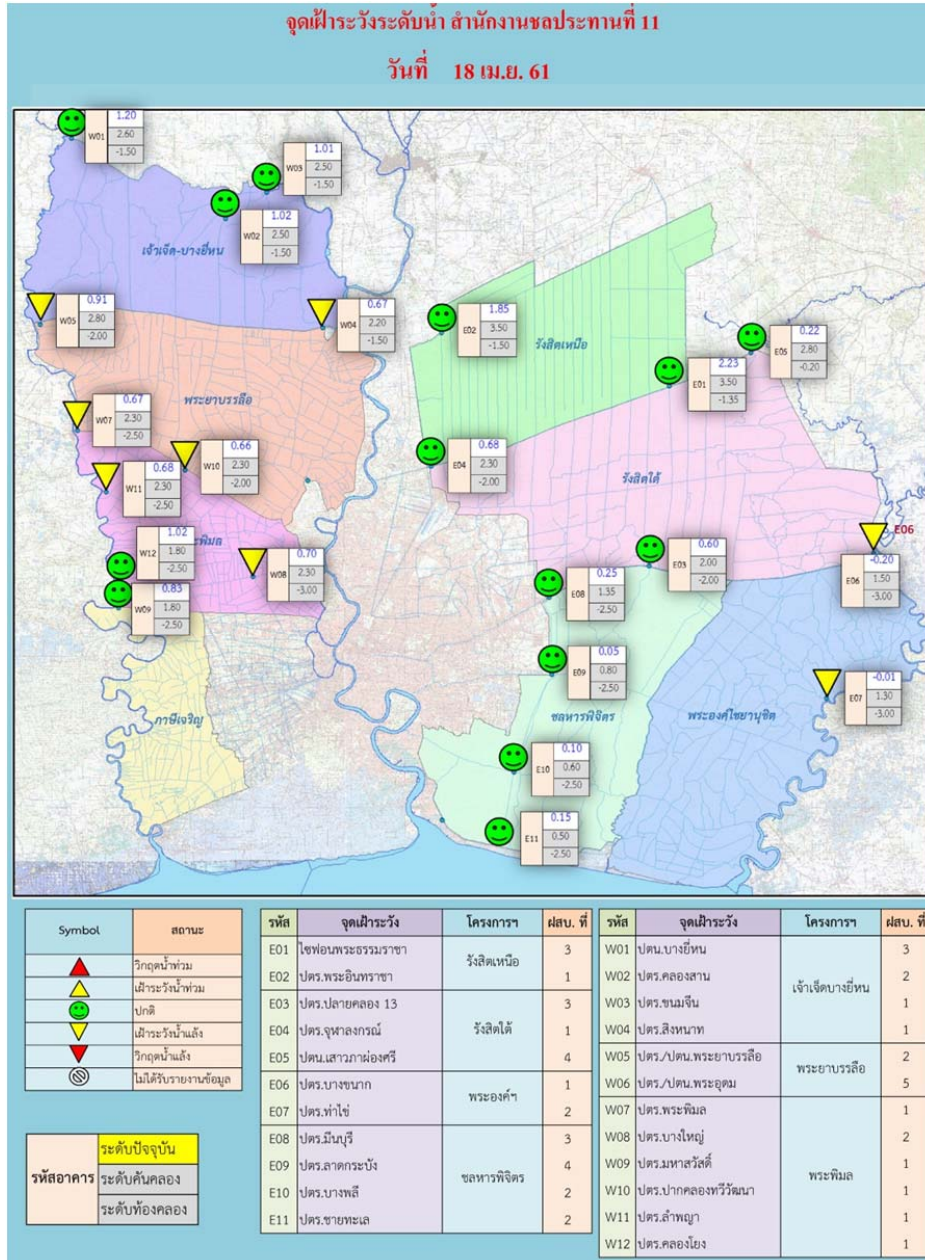 จุดเฝ้าระวังระดับน้ำ สำนักงานชลประทานที่ 11
วันที่ 18 เม.ย. 61
W01 1.20 2.60 -1.50
W03 1.01 2.50 -1.50
W02 1.02 2.50 -1.50
เจ้าเจ็ด-บางยี่หน
W05 0.91 2.80 -2.00
W04 0.67 2.20 -1.50
E02 1.85 3.50 -1.50
รังสิตเหนือ
E05 0.22 2.80 -0.20
E01 2.23 3.50 -1.35
พระยาบรรลือ
W07 0.67 2.30 -2.50
W10 0.66 2.30 -2.00
E04 0.68 2.30 -2.00
W11 0.68 2.30 -2.50
รังสิตใต้
W12 1.02 1.80 -2.50
พิมล
E06
E03 0.60 2.00 -2.00
W08 0.70 2.30 -3.00
E06 -0.20 1.50 -3.00
W09 0.83 1.80 -2.50
E08 0.25 1.35 -2.50
E09 0.05 0.80 -2.50
E07 -0.01 1.30 -3.00
ภาษีเจริญ
ชลหารพิจิตร
พระองค์ไชยานุชิต
E10 0.10 0.60 -2.50
E11 0.15 0.50 -2.50
Symbol สถานะ
วิกฤตน้ำท่วม
เฝ้าระวังน้ำท่วม
ปกติ
เฝ้าระวังน้ำแล้ง
วิกฤตน้ำแล้ง
ไม่ได้รับรายงานข้อมูล
รหัสอาคาร
ระดับปัจจุบัน
ระดับคันคลอง
ระดับท้องคลอง
รหัส จุดเฝ้าระวัง โครงการฯ ฝสบ. ที่
E01 ไซฟอนพระธรรมราชา รังสิตเหนือ 3
E02 ปตร.พระอินทราชา 1
E03 ปตร.ปลายคลอง 13 รังสิตใต้ 3
E04 ปตร.จุฬาลงกรณ์ 1
E05 ปตน.เสาวภาผ่องศรี 4
E06 ปตร.บางขนาก พระองค์ฯ 1
E07 ปตร.ท่าไข่ 2
E08 ปตร.มีนบุรี ชลหารพิจิตร 3
E09 ปตร.ลาดกระบัง 4
E10 ปตร.บางพลี 2
E11 ปตร.ชายทะเล 2
รหัส จุดเฝ้าระวัง โครงการฯ ฝสบ. ที่
W01 ปตน.บางยี่หน เจ้าเจ็ดบางยี่หน 3
W02 ปตร.คลองสาน 2
W03 ปตร.ขนมจีน 1
W04 ปตร.สิงหนาท 1
W05 ปตร./ปตน.พระยาบรรลือ พระยาบรรลือ 2
W06 ปตร./ปตน.พระอุดม 5
W07 ปตร.พระพิมล พระพิมล 1
W08 ปตร.บางใหญ่ 2
W09 ปตร.มหาสวัสดิ์ 1
W10 ปตร.ปากคลองทวีวัฒนา 1
W11 ปตร.ลำพญา 1
W12 ปตร.คลองโยง 1